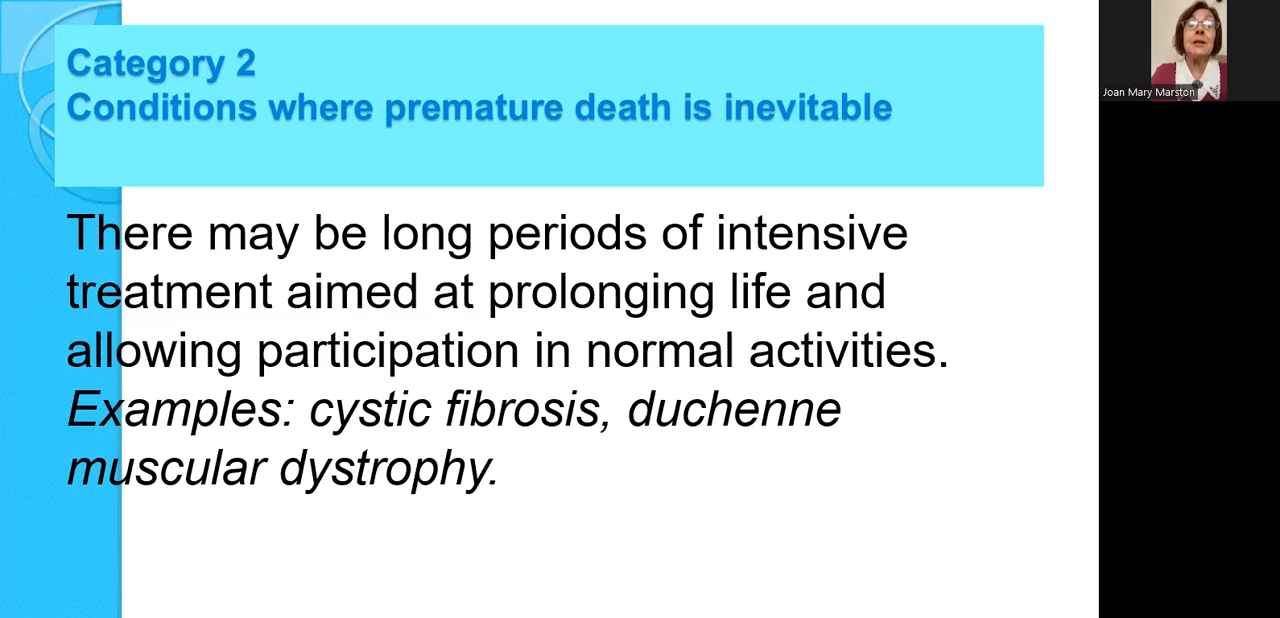 Category 2
Conditions where premature death is inevitable
There may be long periods of intensive
treatment aimed at prolonging life and
allowing participation in normal activities.
Examples: cystic fibrosis, duchenne
muscular dystrophy.
Joan Mary Marston